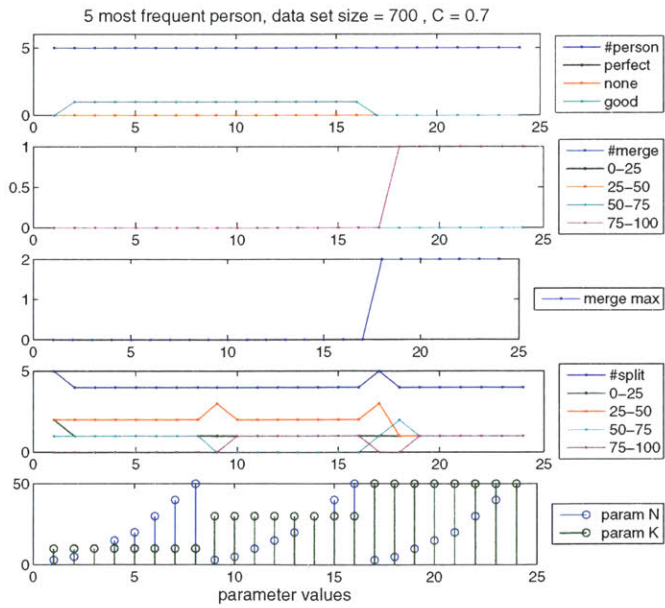 5 most frequent person, data set size = 700 , C = 0.7
5
0
0 5 10 15 20 25
#person
perfect
none
good
1
0.5
0
0 5 10 15 20 25
#merge
0-25
25-50
50-75
75-100
2
1
0
0 5 10 15 20 25
merge max
5
0
0 5 10 15 20 25
#split
0-25
25-50
50-75
75-100
50
0
0 5 10 15 20 25
parameter values
param N
param K